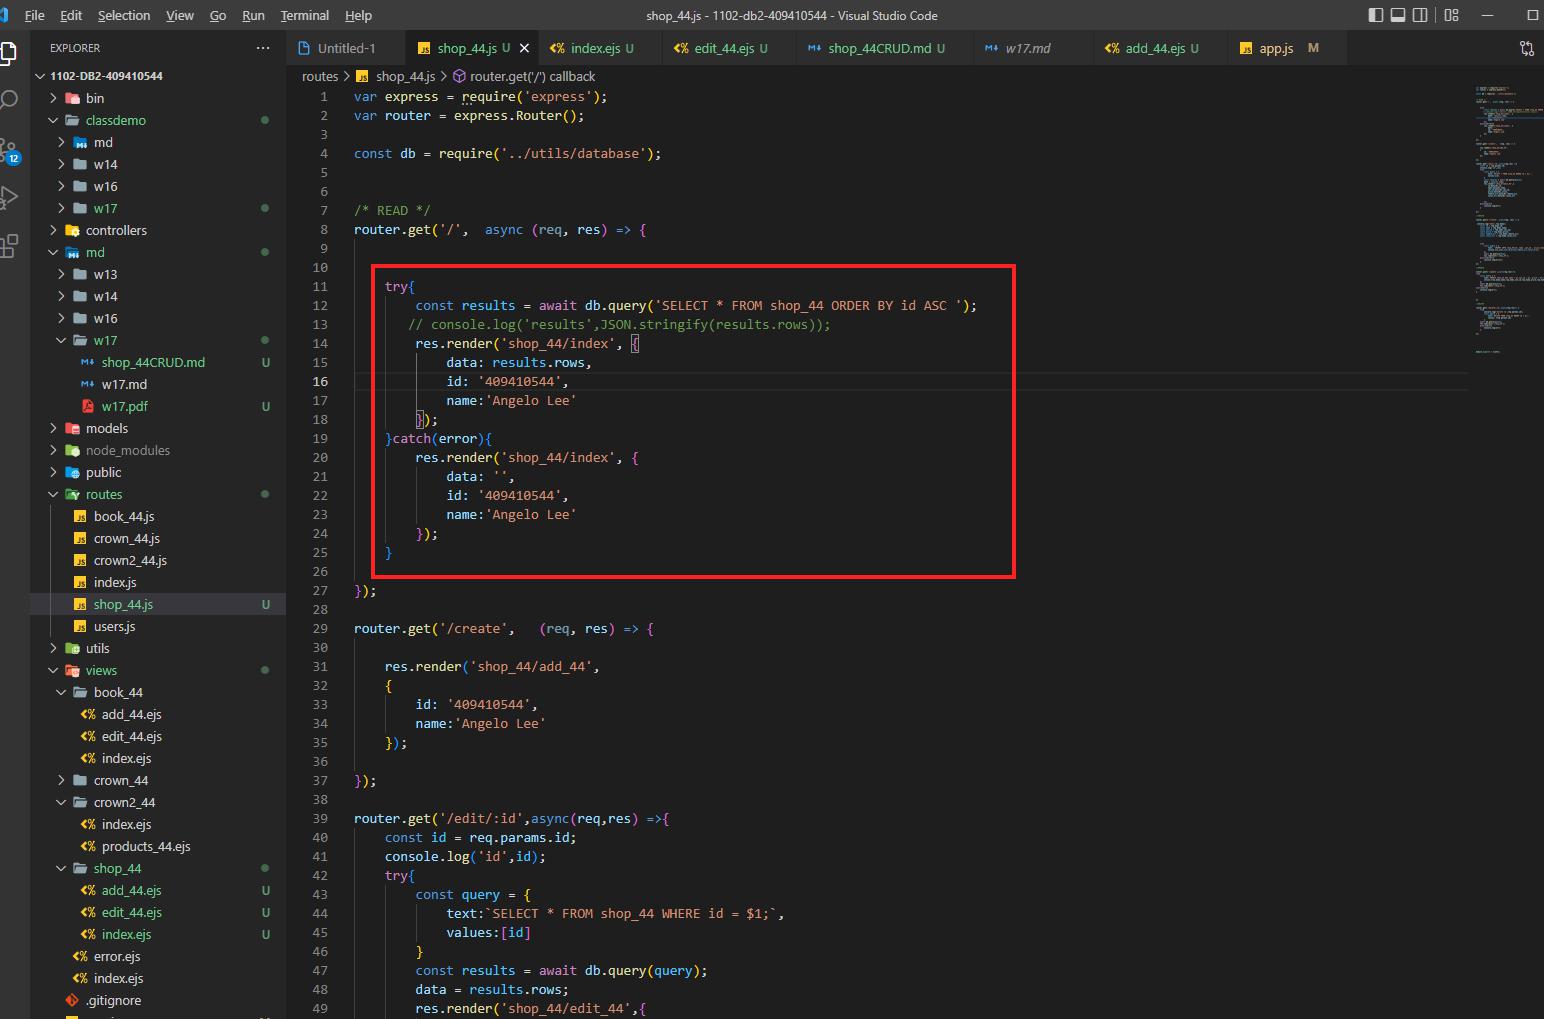 File Edit Selection View Go Run Terminal Help
shop_44.js - 1102-db2-409410544 - Visual Studio Code
EXPLORER
Untitled-1
shop_44.js U
index.ejs U
edit_44.ejs U
shop_44CRUD.md U
w17.md
add_44.ejs U
app.js M
1102-DB2-409410544
bin
classdemo
md
w14
w16
w17
controllers
md
w13
w14
w16
w17
shop_44CRUD.md U
w17.md
w17.pdf U
models
node_modules
public
routes
book_44.js
crown_44.js
crown2_44.js
index.js
shop_44.js U
users.js
utils
views
book_44
add_44.ejs
edit_44.ejs
index.ejs
crown_44
crown2_44
index.ejs
products_44.ejs
shop_44
add_44.ejs U
edit_44.ejs U
index.ejs U
error.ejs
index.ejs
.gitignore
12
routes > shop_44.js > router.get('/') callback
1 var express = require('express');
2 var router = express.Router();
3
4 const db = require('../utils/database');
5
6
7 /* READ */
8 router.get('/', async (req, res) => {
9
10
11 try{
12 const results = await db.query('SELECT * FROM shop_44 ORDER BY id ASC ');
13 // console.log('results',JSON.stringify(results.rows));
14 res.render('shop_44/index', {
15 data: results.rows,
16 id: '409410544',
17 name:'Angelo Lee'
18 });
19 }catch(error){
20 res.render('shop_44/index', {
21 data: '',
22 id: '409410544',
23 name:'Angelo Lee'
24 });
25 }
26
27 });
28
29 router.get('/create', (req, res) => {
30
31 res.render('shop_44/add_44',
32 {
33 id: '409410544',
34 name:'Angelo Lee'
35 });
36
37 });
38
39 router.get('/edit/:id',async(req,res) =>{
40 const id = req.params.id;
41 console.log('id',id);
42 try{
43 const query = {
44 text:`SELECT * FROM shop_44 WHERE id = $1;`,
45 values:[id]
46 }
47 const results = await db.query(query);
48 data = results.rows;
49 res.render('shop_44/edit_44',{